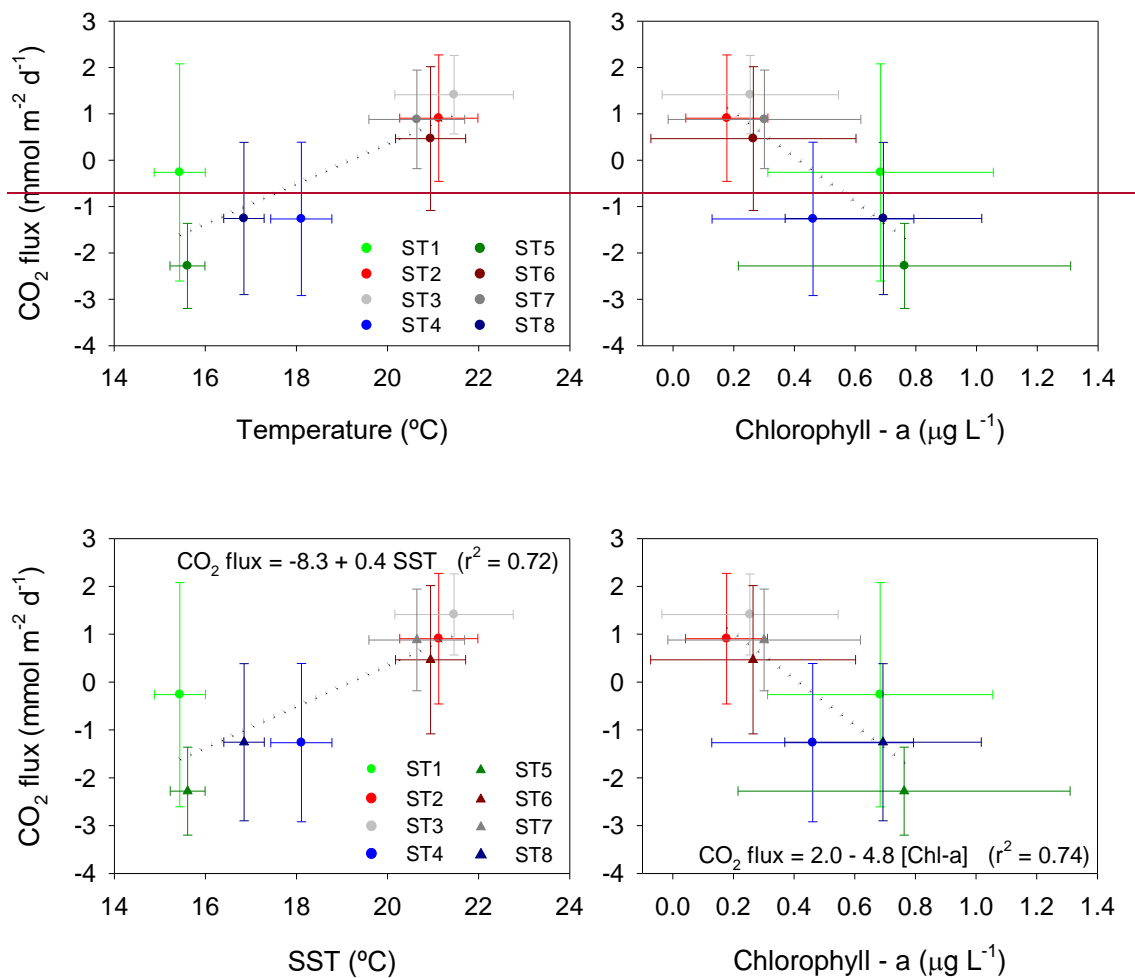 3
2
1
0
-1
-2
-3
-4
CO2 flux (mmol m-2 d-1)
14 16 18 20 22 24
Temperature (ºC)
ST1 ST5
ST2 ST6
ST3 ST7
ST4 ST8
3
2
1
0
-1
-2
-3
-4
0.0 0.2 0.4 0.6 0.8 1.0 1.2 1.4
Chlorophyll - a (μg L-1)
3
2
1
0
-1
-2
-3
-4
CO2 flux (mmol m-2 d-1)
CO2 flux = -8.3 + 0.4 SST (r2 = 0.72)
ST1 ST5
ST2 ST6
ST3 ST7
ST4 ST8
14 16 18 20 22 24
SST (ºC)
3
2
1
0
-1
-2
-3
-4
CO2 flux = 2.0 - 4.8 [Chl-a] (r2 = 0.74)
0.0 0.2 0.4 0.6 0.8 1.0 1.2 1.4
Chlorophyll - a (μg L-1)